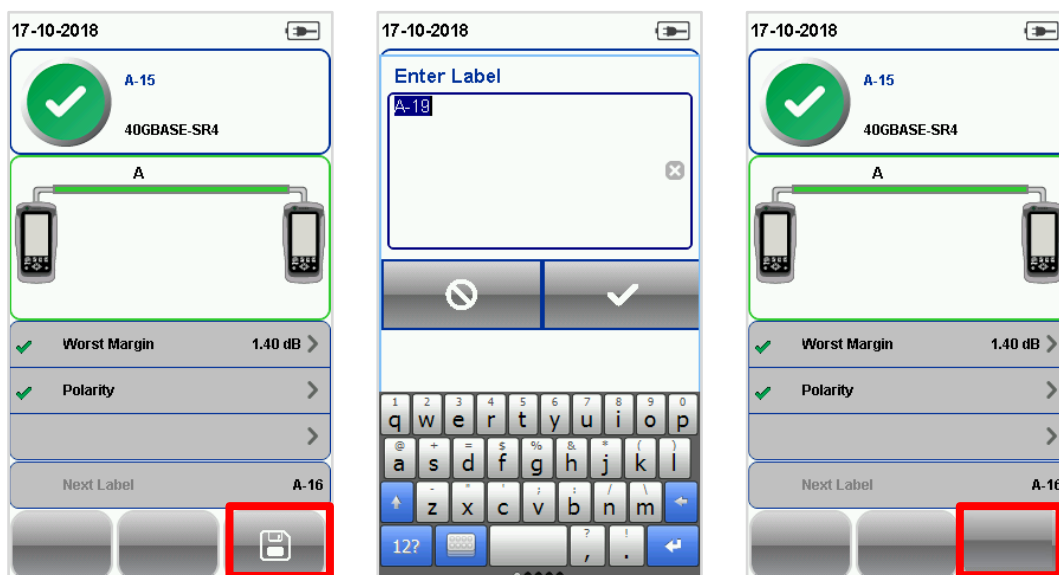 17-10-2018
A-15
40GBASE-SR4
A
Worst Margin 1.40 dB
Polarity
Next Label A-16
17-10-2018
Enter Label
A-19
1 2 3 4 5 6 7 8 9 0
q w e r t y u i o p
@ + = $ % & * ( )
a s d f g h j k l
- " ' ; : / \
z x c v b n m
12? , ? . !
17-10-2018
A-15
40GBASE-SR4
A
Worst Margin 1.40 dB
Polarity
Next Label A-16